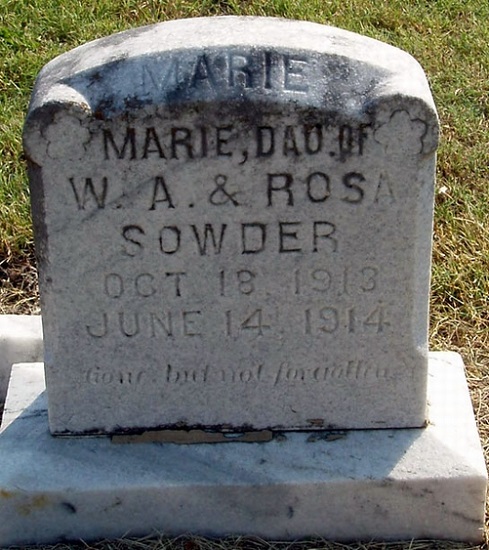 MARIE
MARIE, DAU. OF
W. A. & ROSA
SOWDER
OCT 18, 1913
JUNE 14, 1914
Gone, but not forgotten